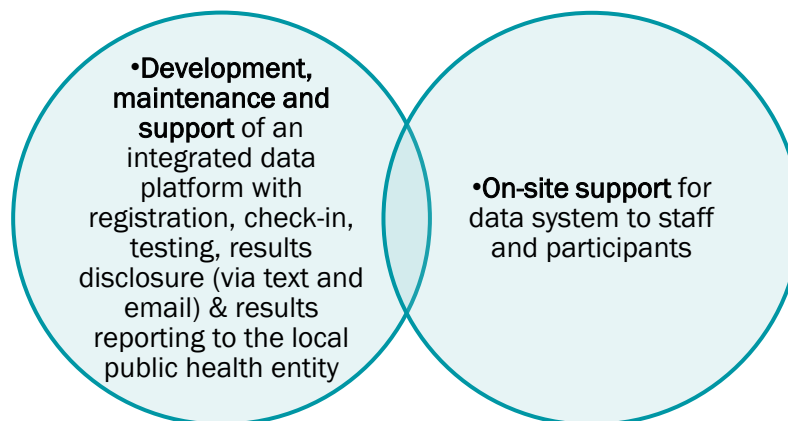 •Development,
maintenance and
support of an
integrated data
platform with
registration, check-in,
testing, results
disclosure (via text and
email) & results
reporting to the local
public health entity
•On-site support for
data system to staff
and participants